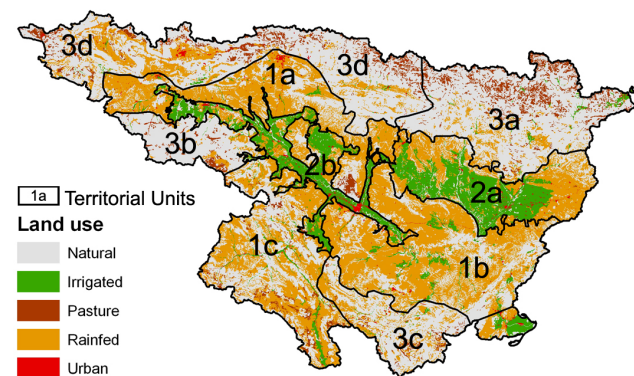 3d
1a
3d
3a
3b
2b
2a
1a Territorial Units
Land use
Natural
Irrigated
Pasture
Rainfed
Urban
1c
1b
3c